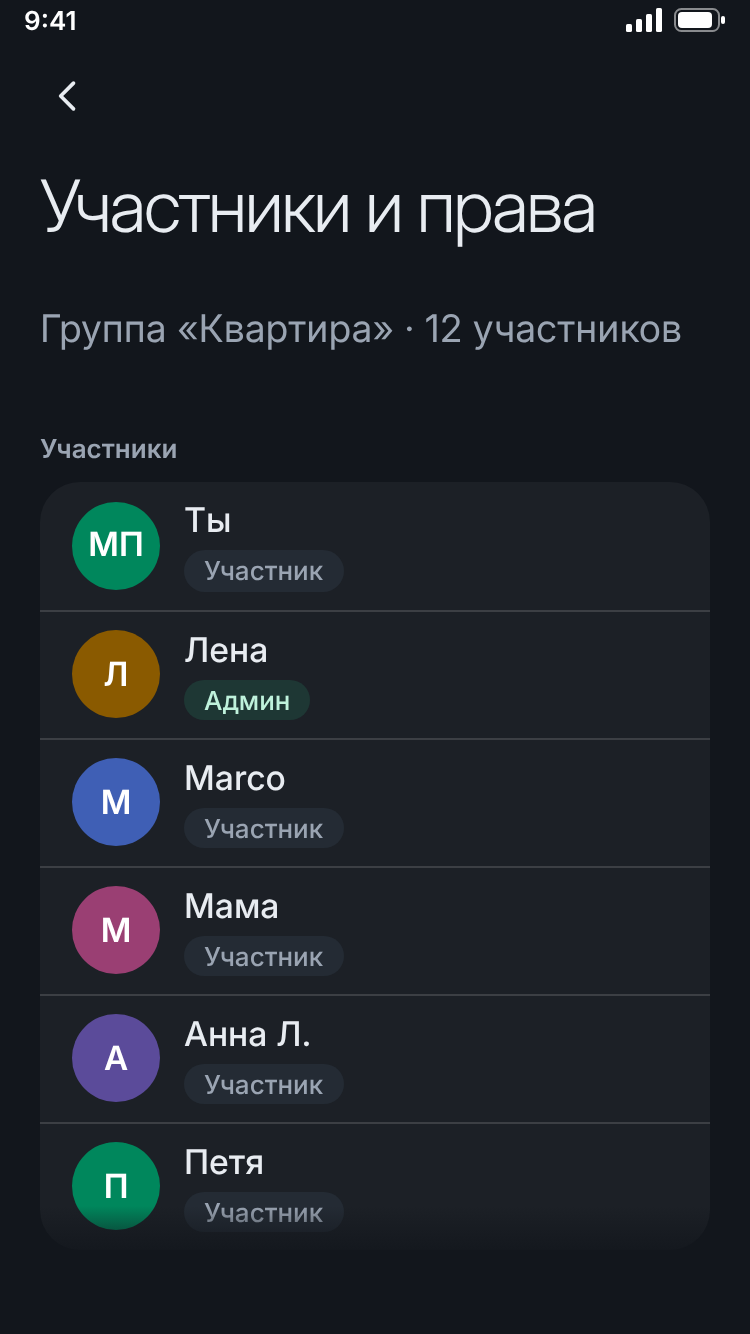 9:41
Участники и права
Группа «Квартира» · 12 участников
Участники
МП
Ты
Участник
Л
Лена
Админ
M
Marco
Участник
М
Мама
Участник
А
Анна Л.
Участник
П
Петя
Участник